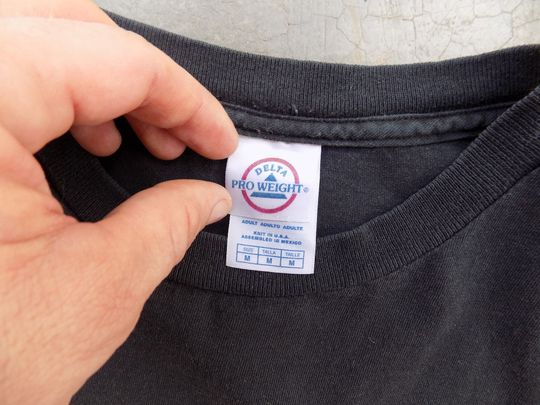 DELTA
PRO WEIGHT®
ADULT ADULTO ADULTE
KNIT IN U.S.A.
ASSEMBLED IN MEXICO
SIZE TALLA TAILLE
M M M